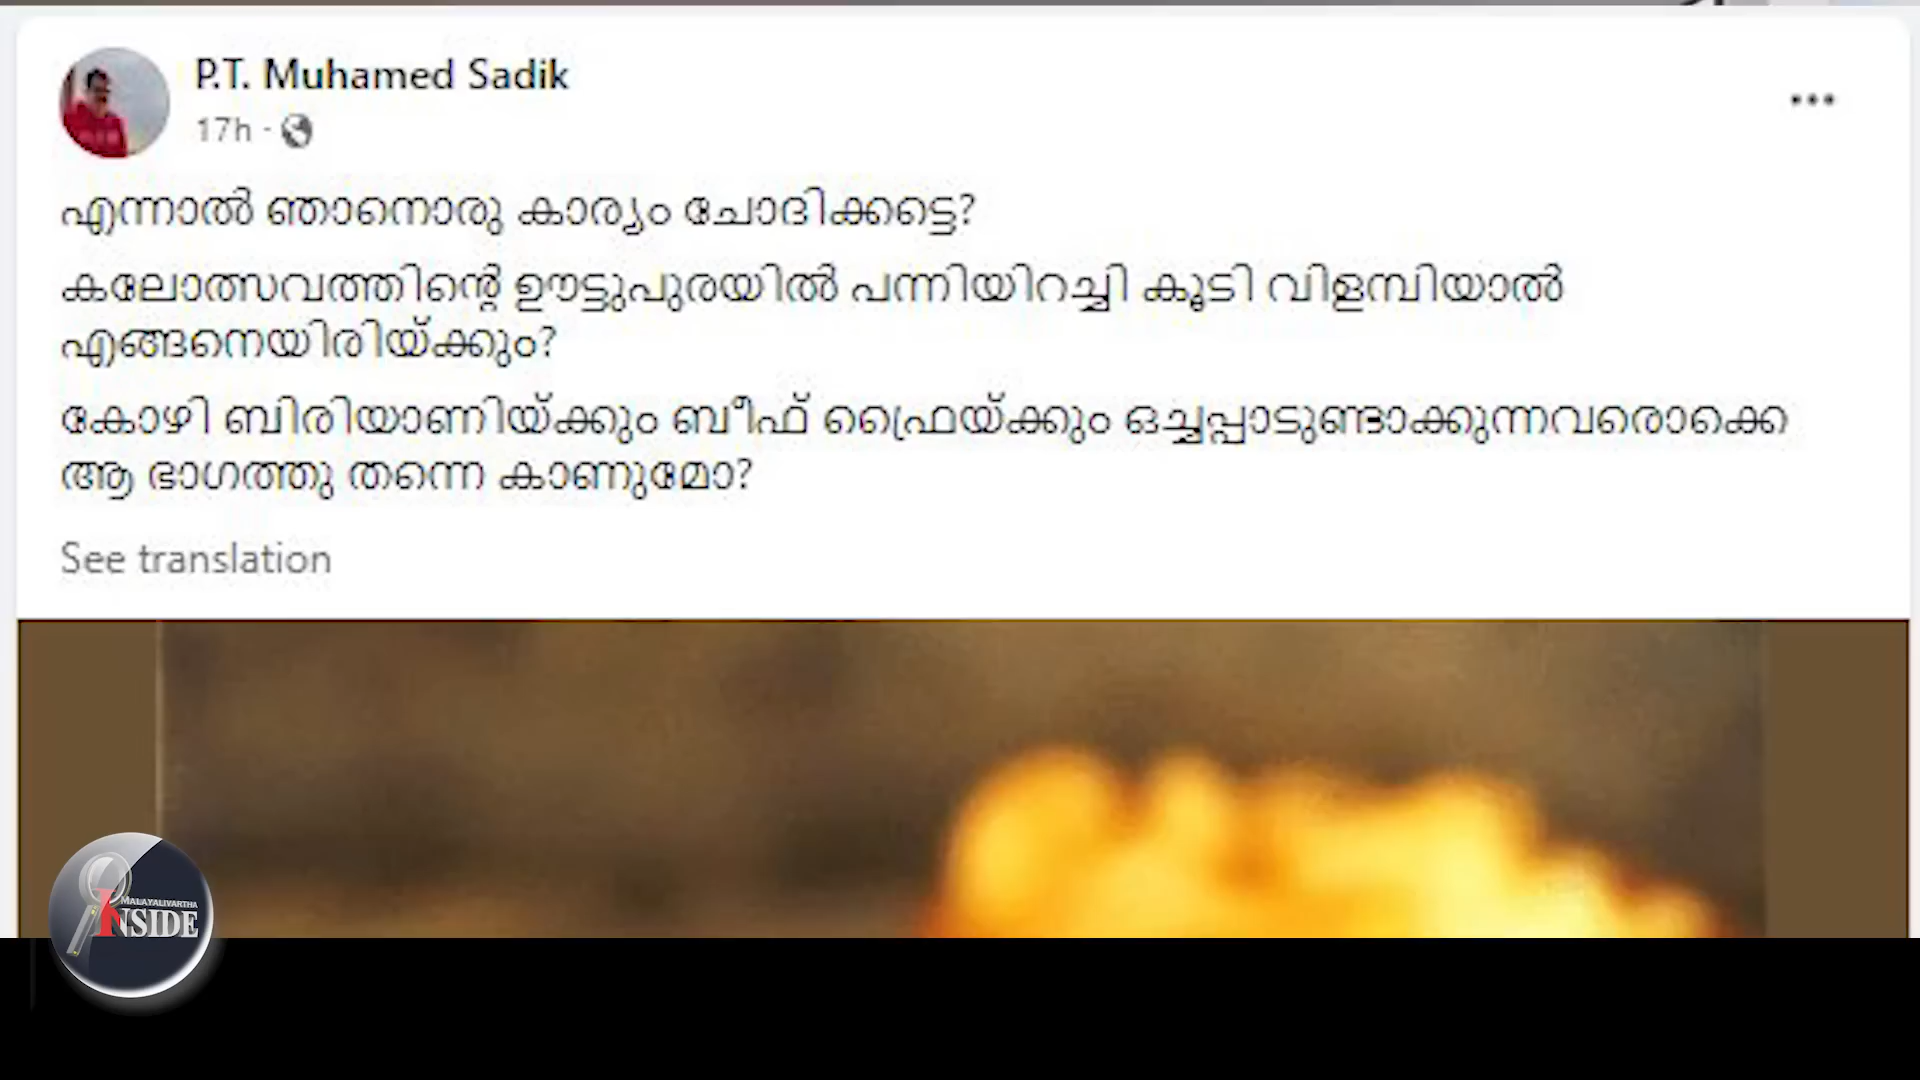 P.T. Muhamed Sadik
17h ·
എന്നാൽ ഞാനൊരു കാര്യം ചോദിക്കട്ടെ?
കലോത്സവത്തിന്റെ ഊട്ടുപുരയിൽ പന്നിയിറച്ചി കൂടി വിളമ്പിയാൽ
എങ്ങനെയിരിയ്ക്കും?
കോഴി ബിരിയാണിയ്ക്കും ബീഫ് ഫ്രൈയ്ക്കും ഒച്ചപ്പാടുണ്ടാക്കുന്നവരൊക്കെ
ആ ഭാഗത്തു തന്നെ കാണുമോ?
See translation
MALAYALIVARTHA
INSIDE